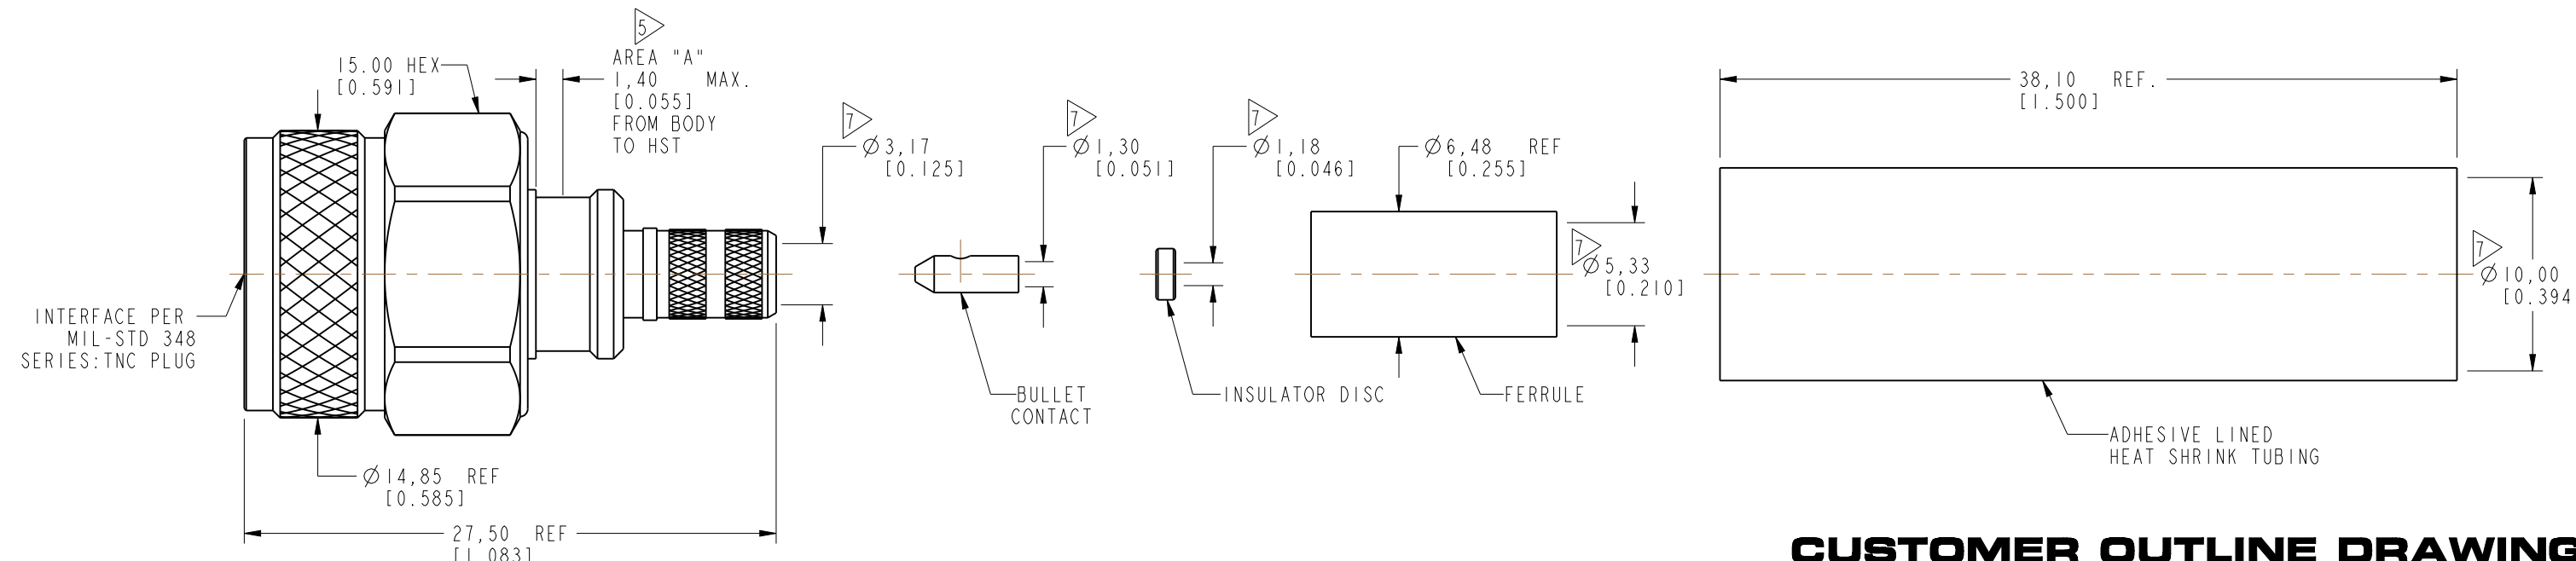 5
AREA "A"
1,40 MAX.
[0.055]
FROM BODY
TO HST
15.00 HEX
[0.591]
7
Ø3,17
[0.125]
7
Ø1,30
[0.051]
7
Ø1,18
[0.046]
Ø6,48 REF
[0.255]
38,10 REF.
[1.500]
7
Ø5,33
[0.210]
7
Ø10,00
[0.394
INTERFACE PER
MIL-STD 348
SERIES:TNC PLUG
BULLET
CONTACT
INSULATOR DISC
FERRULE
ADHESIVE LINED
HEAT SHRINK TUBING
Ø14,85 REF
[0.585]
27,50 REF
[1.083]
CUSTOMER OUTLINE DRAWING